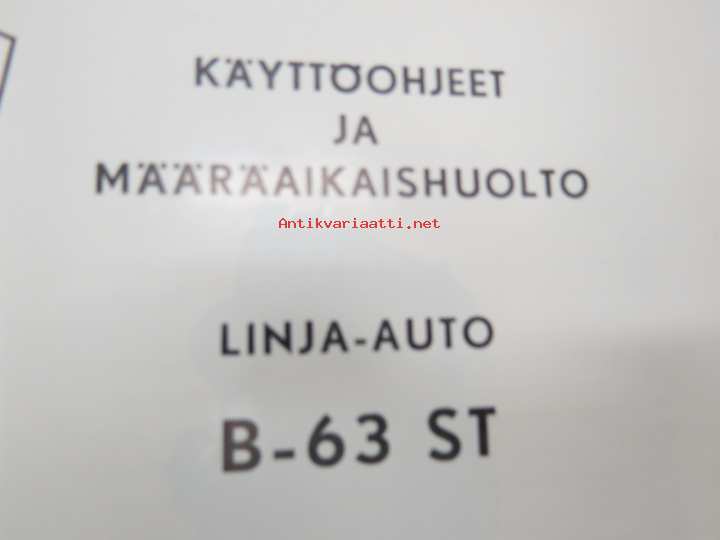 KÄYTTÖOHJEET
JA
MÄÄRÄAIKAISHUOLTO
Antikvariaatti.net
LINJA-AUTO
B-63 ST